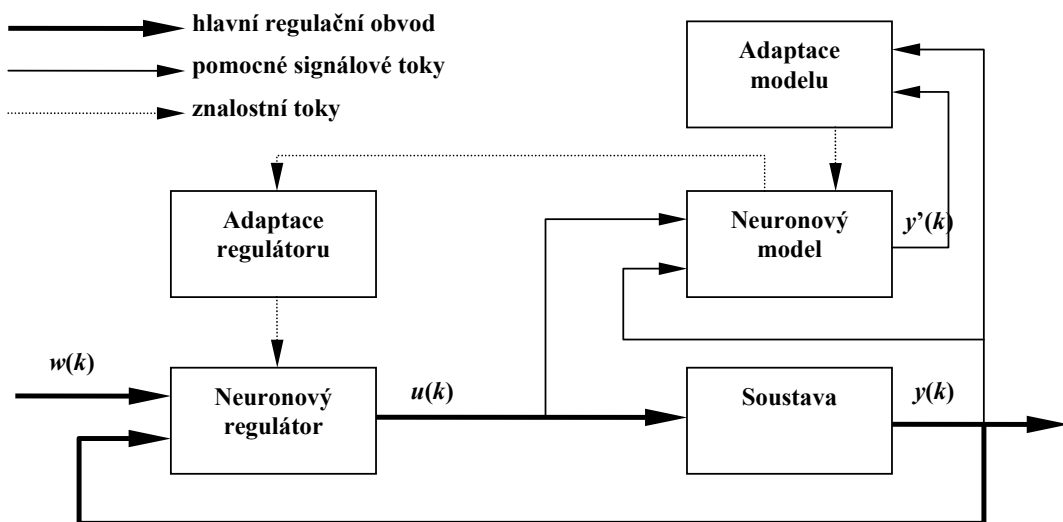 hlavní regulační obvod
pomocné signálové toky
znalostní toky
Adaptace
modelu
Adaptace
regulátoru
Neuronový
model
y’(k)
w(k)
Neuronový
regulátor
u(k)
Soustava
y(k)